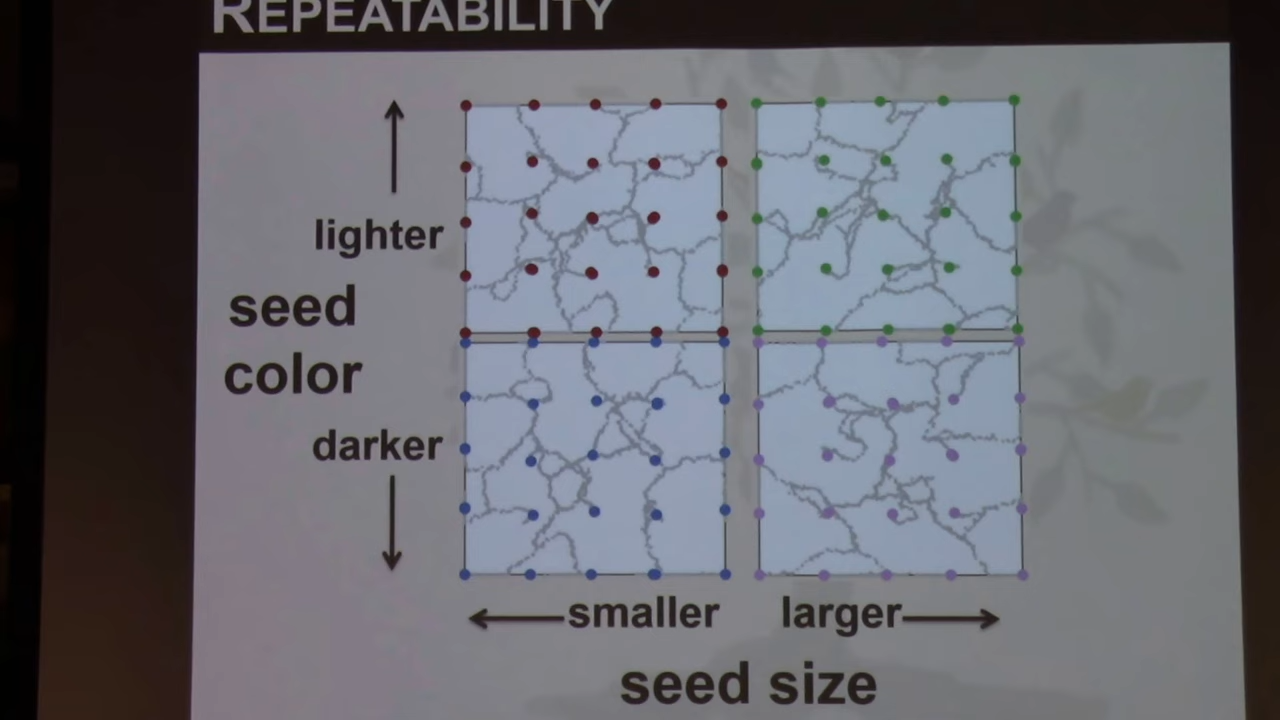 REPEATABILITY
lighter
seed
color
darker
smaller
larger
seed size